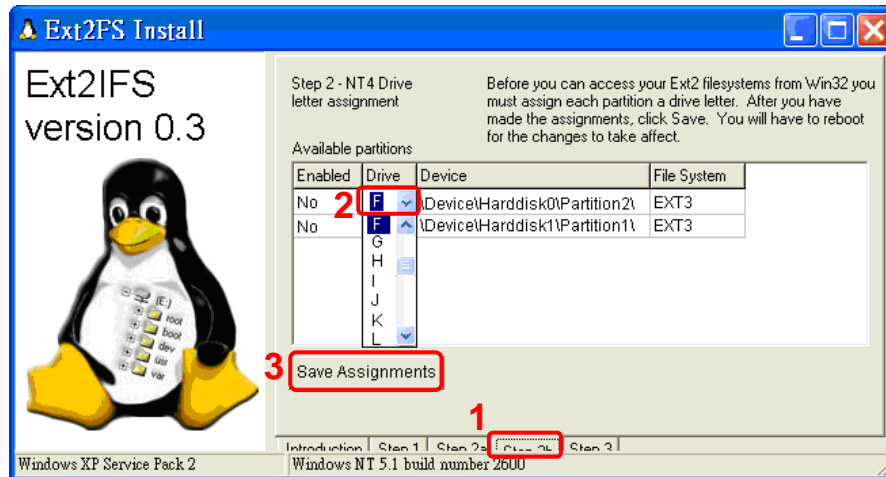 Ext2FS Install
Ext2IFS
version 0.3
Step 2 - NT4 Drive
letter assignment
Before you can access your Ext2 filesystems from Win32 you
must assign each partition a drive letter. After you have
made the assignments, click Save. You will have to reboot
for the changes to take affect.
Available partitions
Enabled Drive Device File System
No F \Device\Harddisk0\Partition2\ EXT3
No F \Device\Harddisk1\Partition1\ EXT3
G
H
I
J
K
L
2
(E:)
root
boot
dev
usr
var
3 Save Assignments
1
Introduction Step 1 Step 2a Step 2b Step 3
Windows XP Service Pack 2 Windows NT 5.1 build number 2600